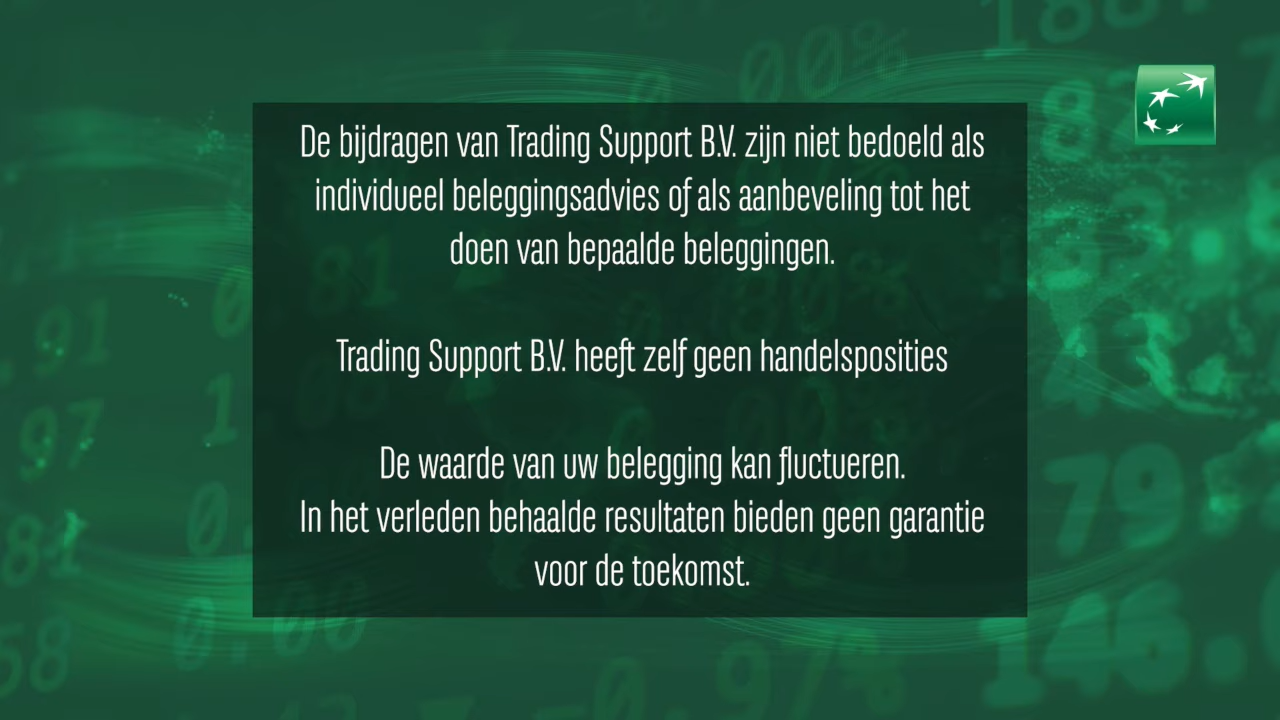 De bijdragen van Trading Support B.V. zijn niet bedoeld als
individueel beleggingsadvies of als aanbeveling tot het
doen van bepaalde beleggingen.
Trading Support B.V. heeft zelf geen handelsposities
De waarde van uw belegging kan fluctueren.
In het verleden behaalde resultaten bieden geen garantie
voor de toekomst.